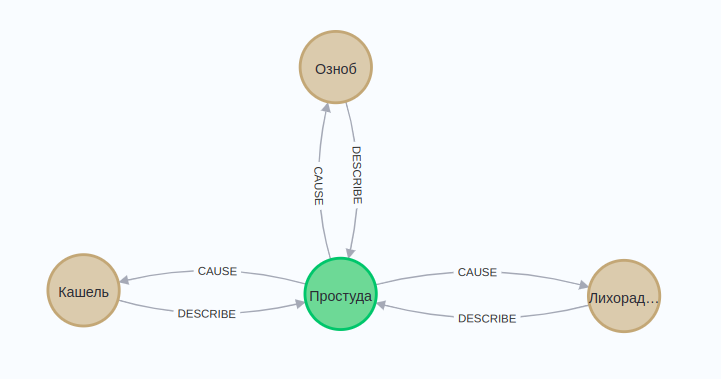 Озноб
CAUSE
DESCRIBE
CAUSE
CAUSE
Кашель
Простуда
Лихорад…
DESCRIBE
DESCRIBE